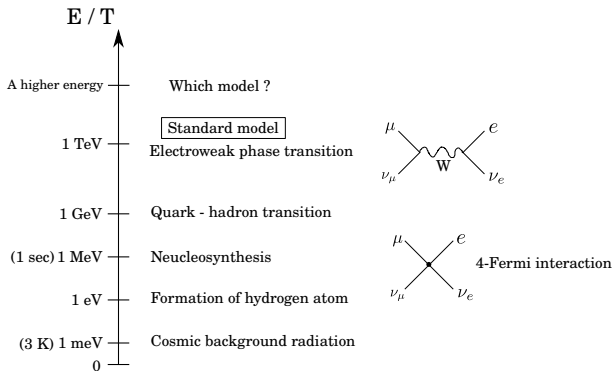 E / T
A higher energy Which model ?
Standard model
1 TeV Electroweak phase transition
μ e
W
ν_μ ν_e
1 GeV Quark - hadron transition
μ e
(1 sec) 1 MeV Neucleosynthesis 4-Fermi interaction
ν_μ ν_e
1 eV Formation of hydrogen atom
(3 K) 1 meV Cosmic background radiation
0